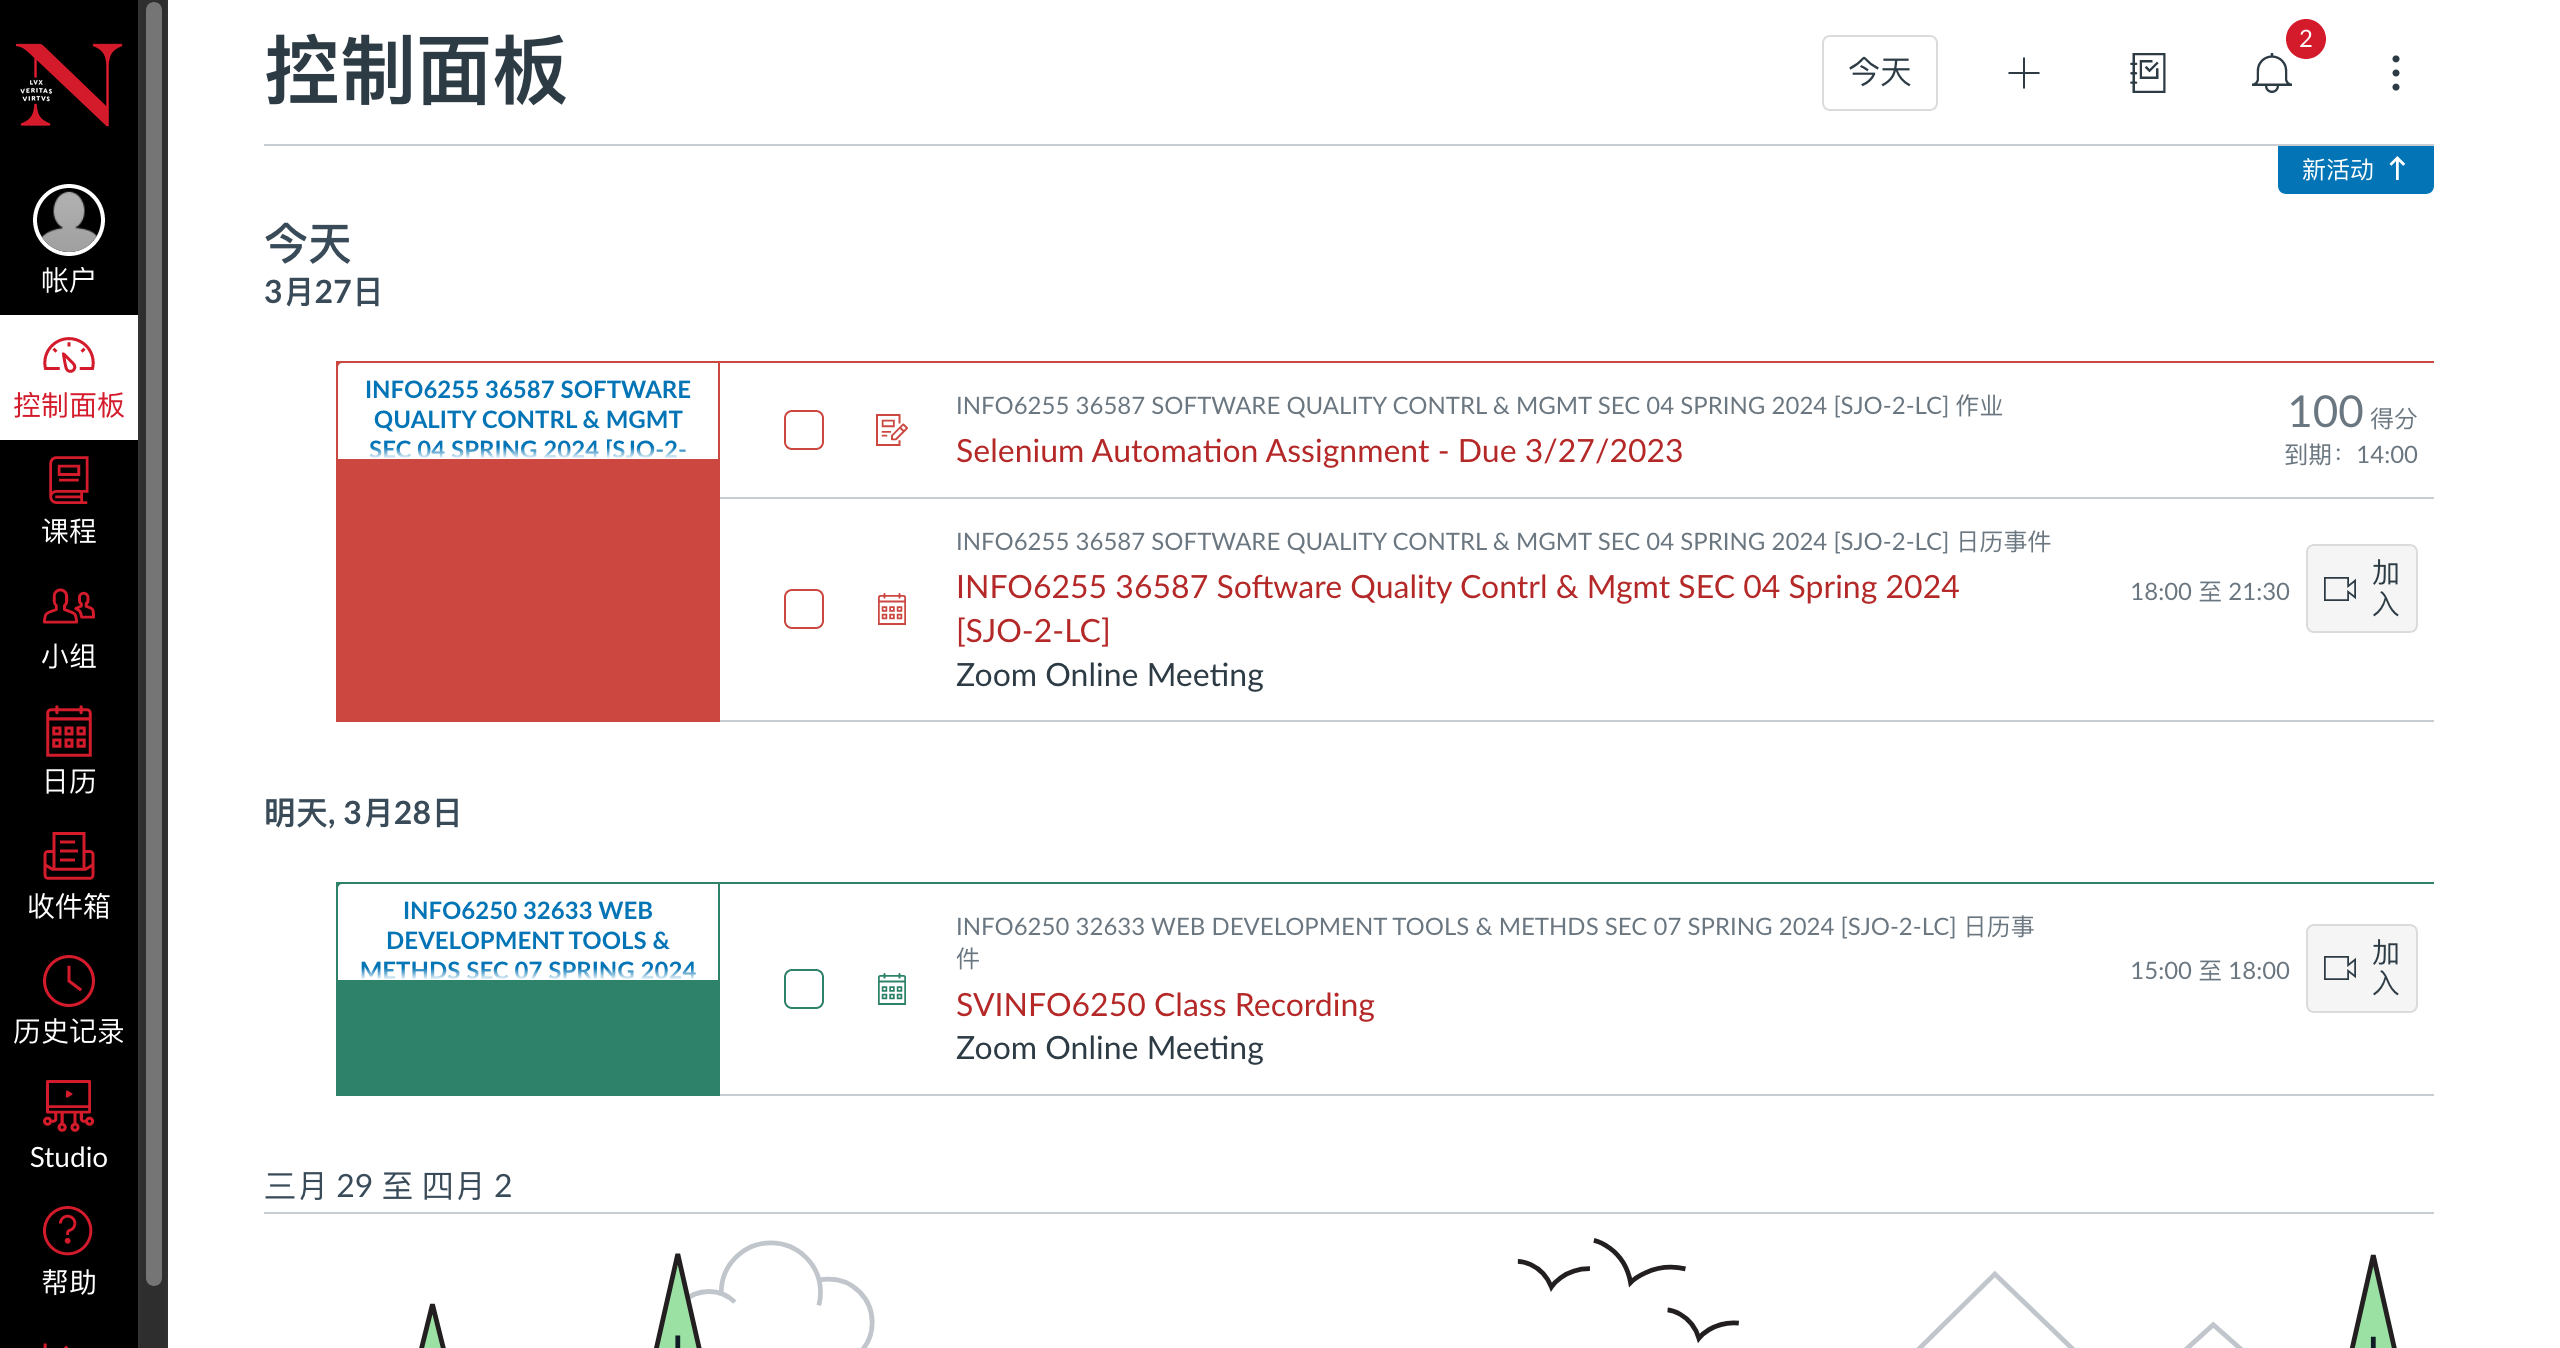 LVX
VERITAS
VIRTVS
帐户
控制面板
课程
小组
日历
收件箱
历史记录
Studio
帮助
控制面板
今天
2
新活动
今天
3月27日
INFO6255 36587 SOFTWARE
QUALITY CONTRL & MGMT
SEC 04 SPRING 2024 [SJO-2-
INFO6255 36587 SOFTWARE QUALITY CONTRL & MGMT SEC 04 SPRING 2024 [SJO-2-LC] 作业
Selenium Automation Assignment - Due 3/27/2023
100 得分
到期： 14:00
INFO6255 36587 SOFTWARE QUALITY CONTRL & MGMT SEC 04 SPRING 2024 [SJO-2-LC] 日历事件
INFO6255 36587 Software Quality Contrl & Mgmt SEC 04 Spring 2024
[SJO-2-LC]
Zoom Online Meeting
18:00 至 21:30
加
入
明天, 3月28日
INFO6250 32633 WEB
DEVELOPMENT TOOLS &
METHDS SEC 07 SPRING 2024
INFO6250 32633 WEB DEVELOPMENT TOOLS & METHDS SEC 07 SPRING 2024 [SJO-2-LC] 日历事
件
SVINFO6250 Class Recording
Zoom Online Meeting
15:00 至 18:00
加
入
三月 29 至 四月 2